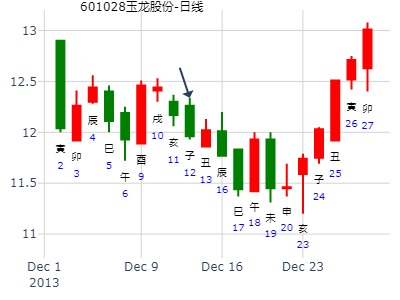 601028玉龙股份-日线
13
12.5
12
11.5
11
寅 2
卯 3
辰 4
巳 5
午 6
酉 9
戌 10
亥 11
子 12
丑 13
辰 16
巳 17
午 18
未 19
申 20
亥 23
子 24
丑 25
寅 26
卯 27
Dec 1 Dec 9 Dec 16 Dec 23
2013